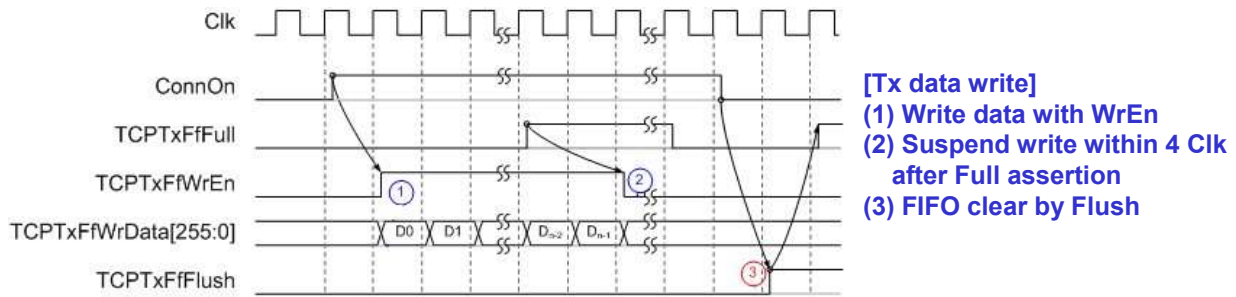 Clk
ConnOn
TCPTxFfFull
TCPTxFfWrEn
1
2
TCPTxFfWrData[255:0]
D0 D1 Dn-2 Dn-1
TCPTxFfFlush
3
[Tx data write]
(1) Write data with WrEn
(2) Suspend write within 4 Clk
after Full assertion
(3) FIFO clear by Flush